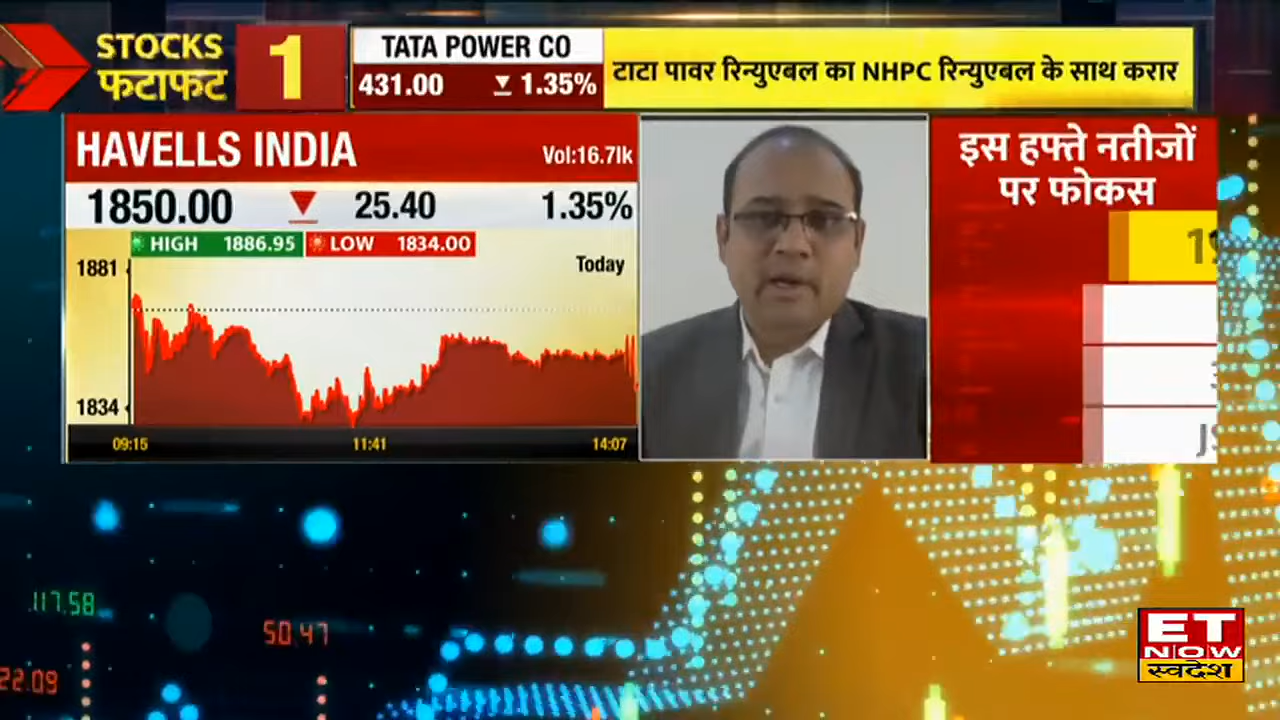 STOCKS
फटाफट
1
TATA POWER CO
431.00 1.35%
टाटा पावर रिन्युएबल का NHPC रिन्युएबल के साथ करार
HAVELLS INDIA
Vol:16.7lk
1850.00 25.40 1.35%
HIGH 1886.95 LOW 1834.00
Today
1881
1834
09:15 11:41 14:07
इस हफ्ते नतीजों
पर फोकस
117.58
50.47
22.09
ET
NOW
स्वदेश